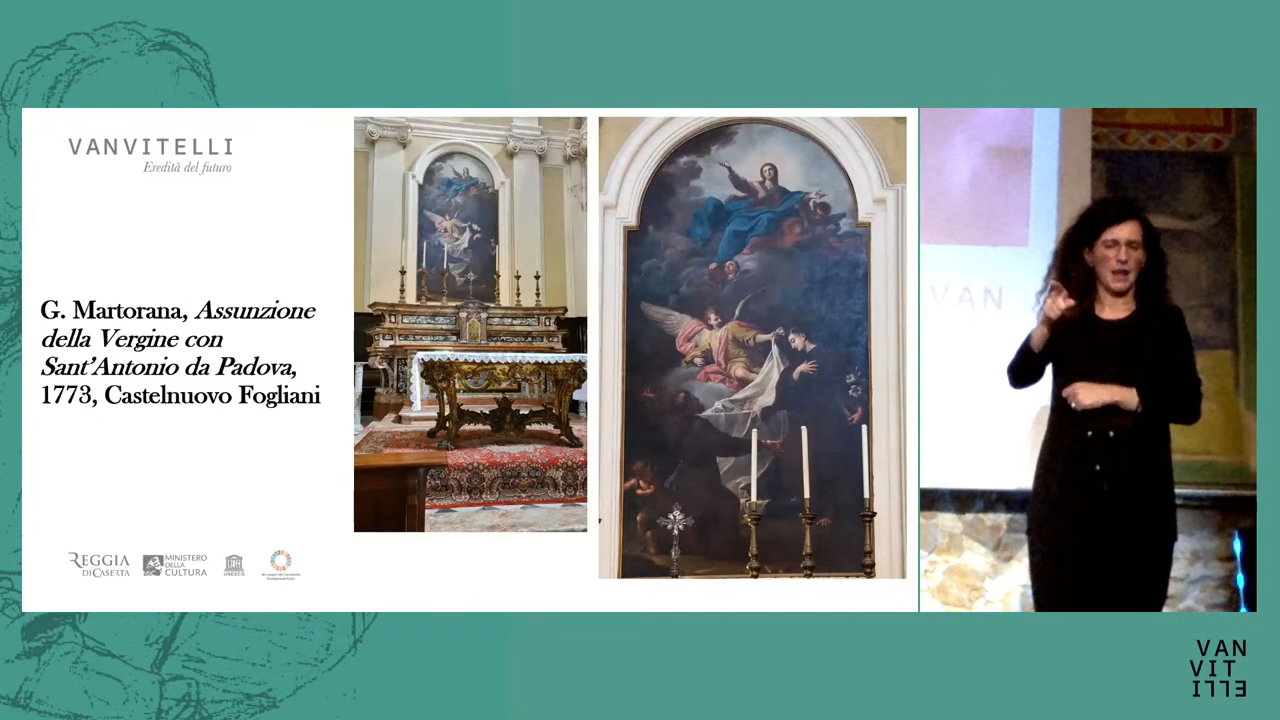 VANVITELLI
Eredità del futuro
G. Martorana, Assunzione
della Vergine con
Sant'Antonio da Padova,
1773, Castelnuovo Fogliani
REGGIA
DI CASERTA
MINISTERO
DELLA
CULTURA
UNESCO
VAN
VAN
VIT
ELLI